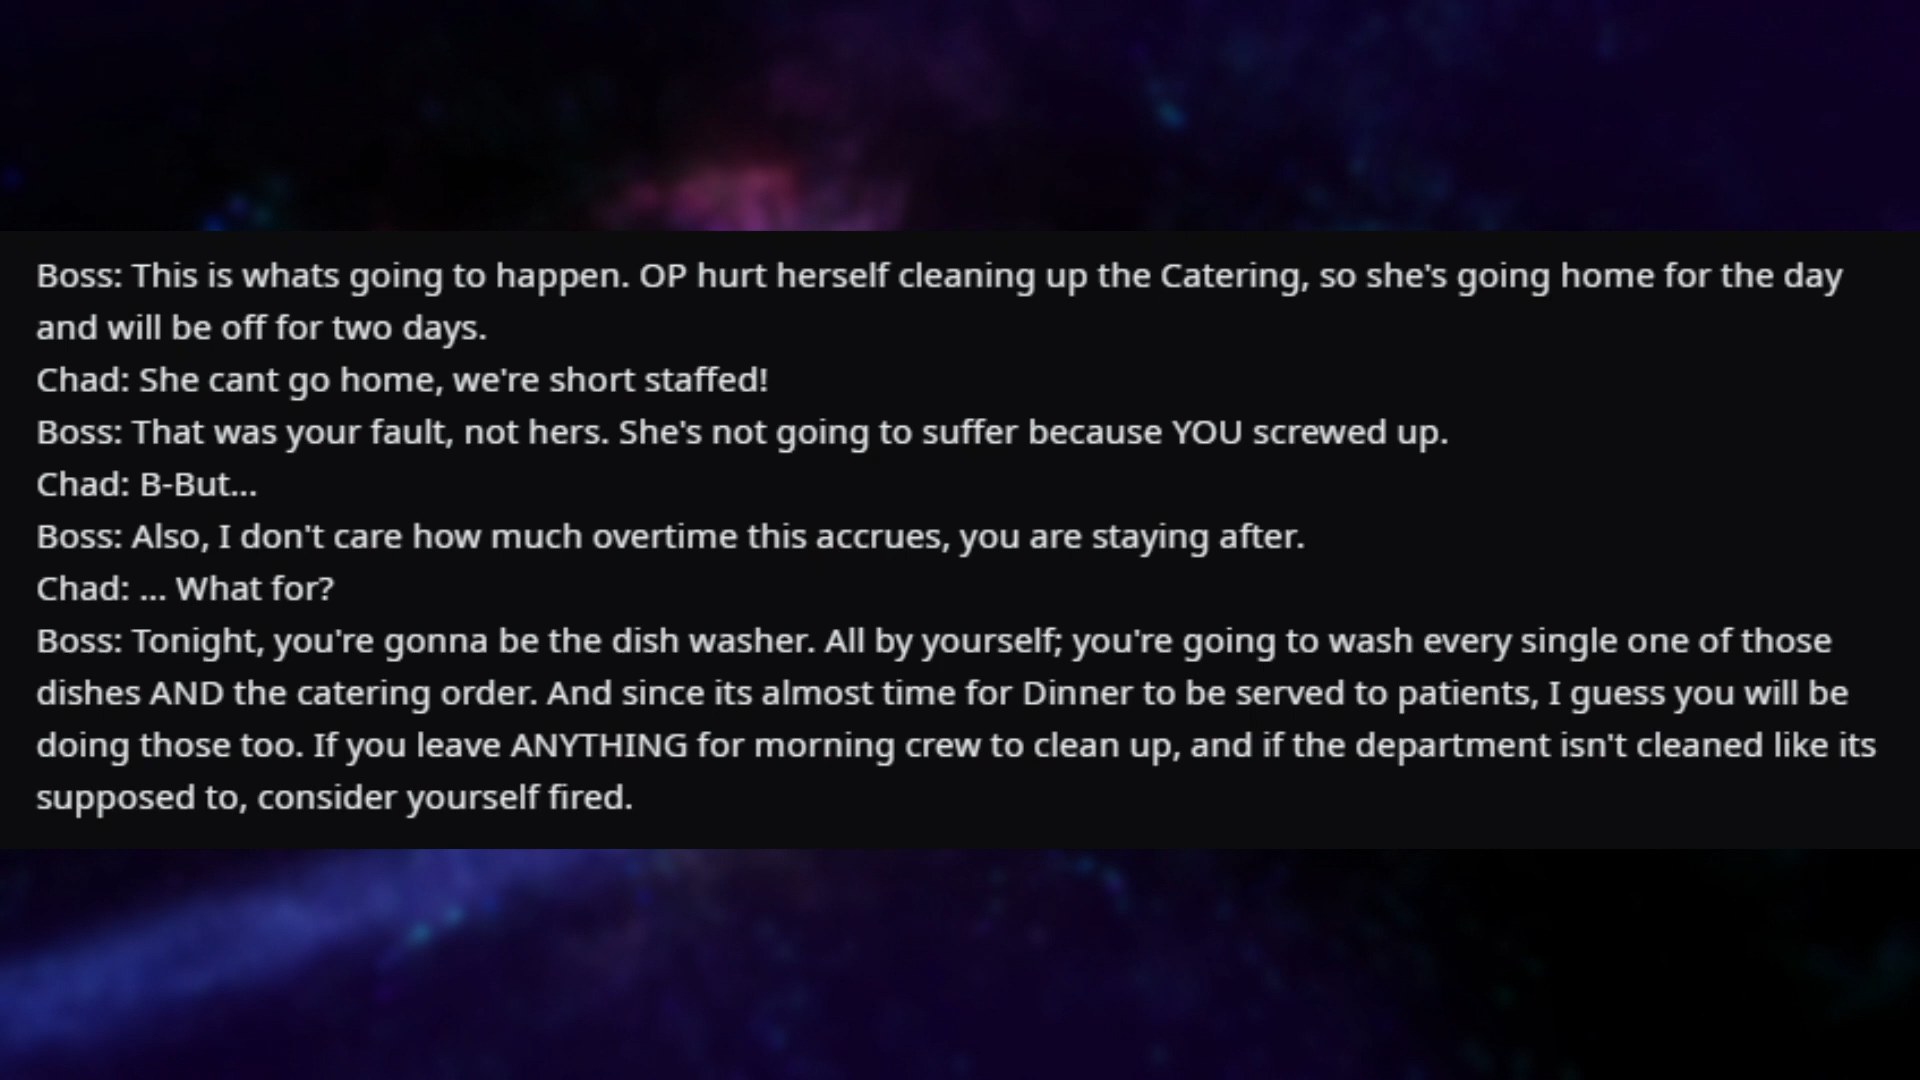 Boss: This is whats going to happen. OP hurt herself cleaning up the Catering, so she's going home for the day
and will be off for two days.
Chad: She cant go home, we're short staffed!
Boss: That was your fault, not hers. She's not going to suffer because YOU screwed up.
Chad: B-But...
Boss: Also, I don't care how much overtime this accrues, you are staying after.
Chad: ... What for?
Boss: Tonight, you're gonna be the dish washer. All by yourself; you're going to wash every single one of those
dishes AND the catering order. And since its almost time for Dinner to be served to patients, I guess you will be
doing those too. If you leave ANYTHING for morning crew to clean up, and if the department isn't cleaned like its
supposed to, consider yourself fired.